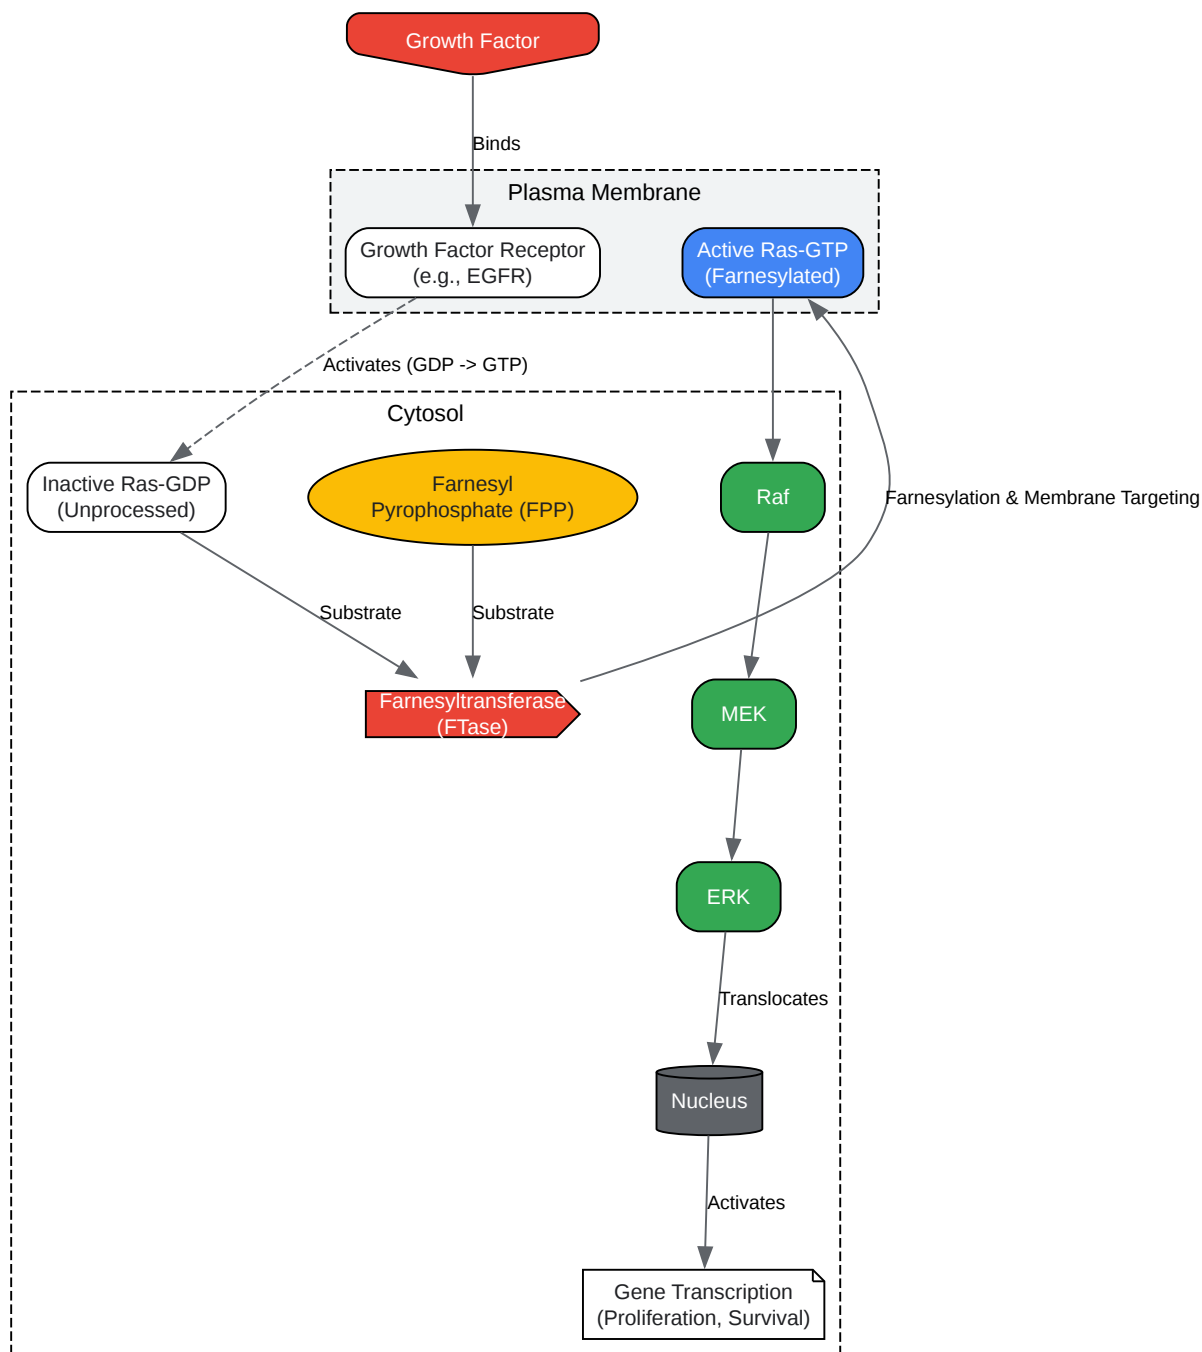 Growth Factor
Binds
Plasma Membrane
Growth Factor Receptor
(e.g., EGFR)
Active Ras-GTP
(Farnesylated)
Activates (GDP -> GTP)
Cytosol
Inactive Ras-GDP
(Unprocessed)
Farnesyl
Pyrophosphate (FPP)
Raf
Farnesylation & Membrane Targeting
Substrate
Substrate
Farnesyltransferase
(FTase)
MEK
ERK
Translocates
Nucleus
Activates
Gene Transcription
(Proliferation, Survival)